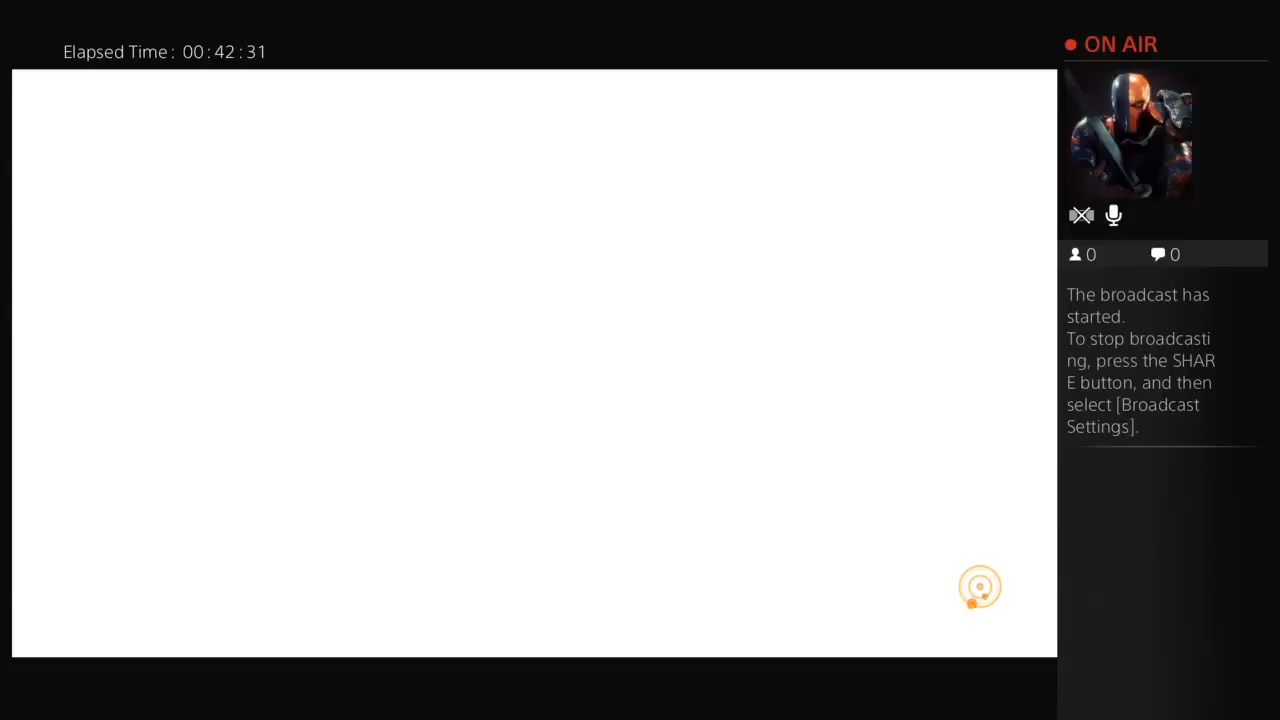 Elapsed Time: 00:42:31
ON AIR
0 0
The broadcast has
started.
To stop broadcasti
ng, press the SHAR
E button, and then
select [Broadcast
Settings].